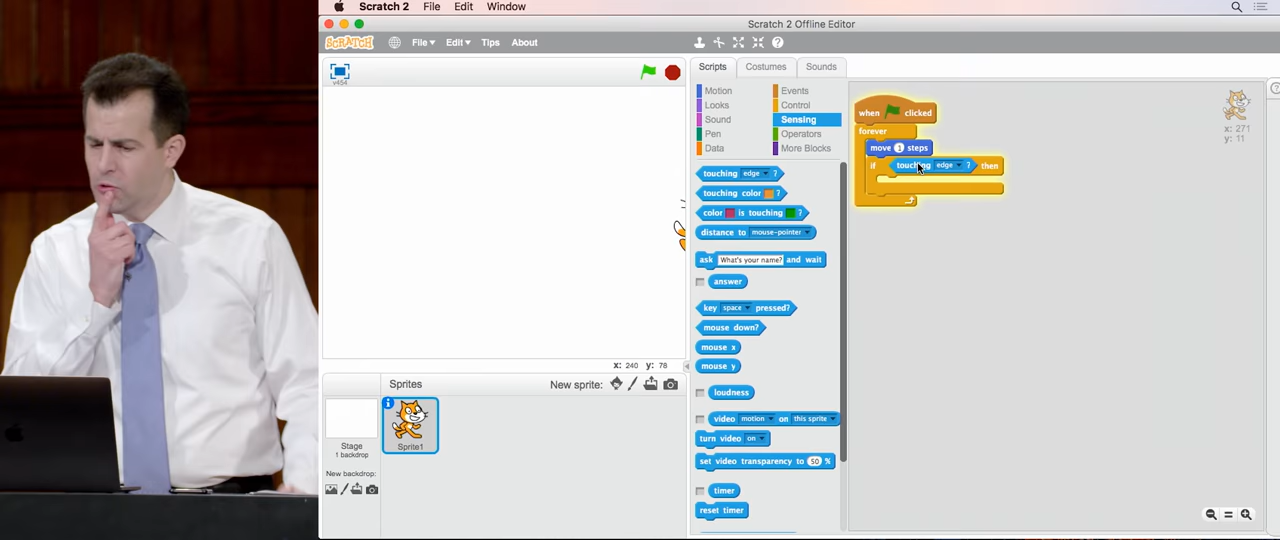 Scratch 2 File Edit Window
Scratch 2 Offline Editor
SCRATCH File Edit Tips About
v454
Scripts Costumes Sounds
Motion Events
Looks Control
Sound Sensing
Pen Operators
Data More Blocks
touching edge ?
touching color ?
color is touching ?
distance to mouse-pointer
ask What's your name? and wait
answer
key space pressed?
mouse down?
mouse x
mouse y
loudness
video motion on this sprite
turn video on
set video transparency to 50 %
timer
reset timer
when clicked
forever
move 1 steps
if touching edge ? then
x: 271
y: 11
x: 240 y: 78
Sprites New sprite:
Stage
1 backdrop
New backdrop:
Sprite1